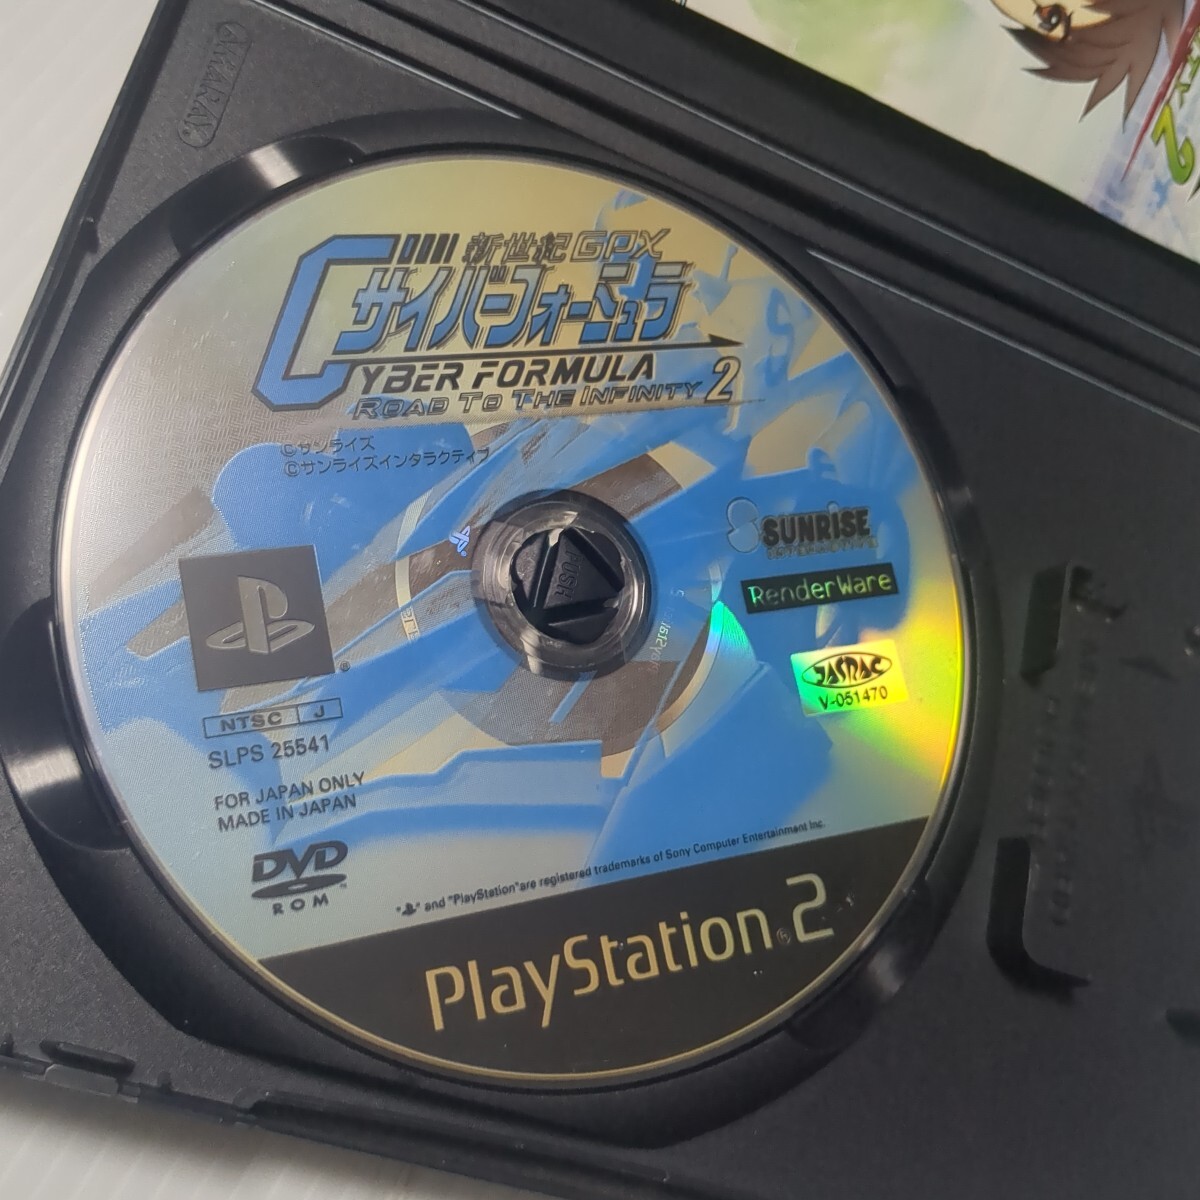 新世紀GPX
サイバーフォーミュラ
CYBER FORMULA
ROAD TO THE INFINITY 2
©サンライズ
©サンライズインタラクティブ
SUNRISE
INTERACTIVE
RenderWare
JASRAC
V-051470
PUSH
NTSC J
SLPS 25541
FOR JAPAN ONLY
MADE IN JAPAN
DVD
ROM
" " and "PlayStation" are registered trademarks of Sony Computer Entertainment Inc.
PlayStation®2
AMARAY
2